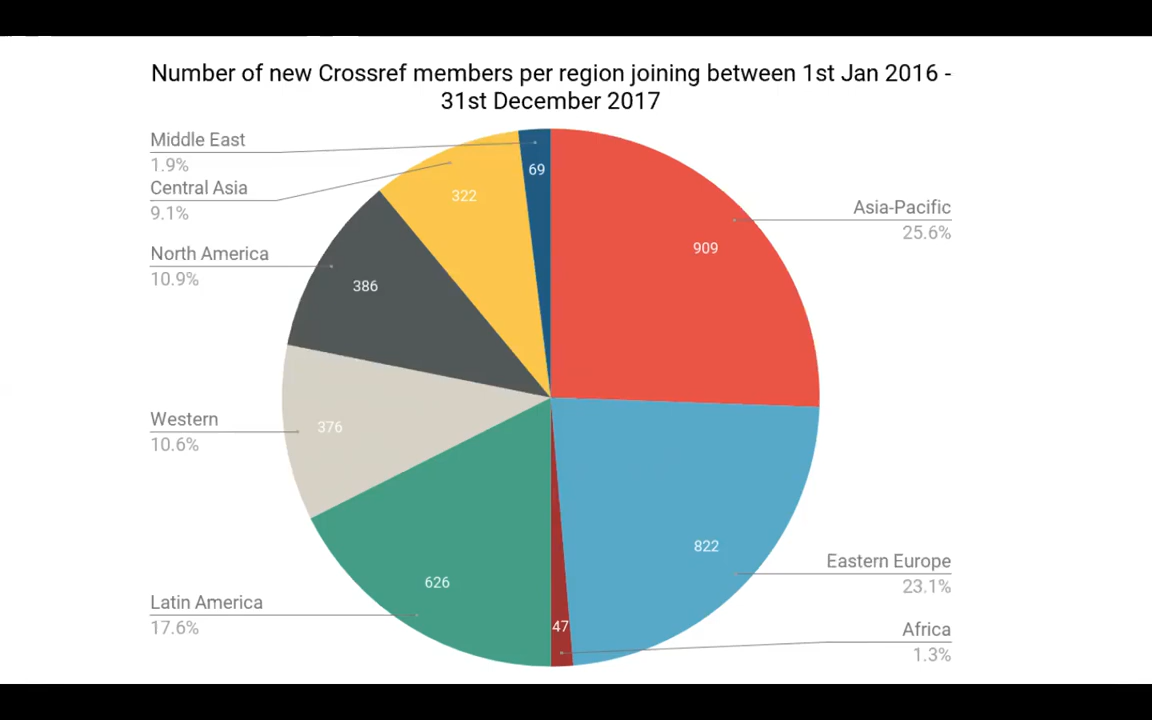 Number of new Crossref members per region joining between 1st Jan 2016 -
31st December 2017
Middle East
1.9%
Central Asia
9.1%
North America
10.9%
Western
10.6%
Latin America
17.6%
Asia-Pacific
25.6%
Eastern Europe
23.1%
Africa
1.3%
69
322
386
376
626
909
822
47